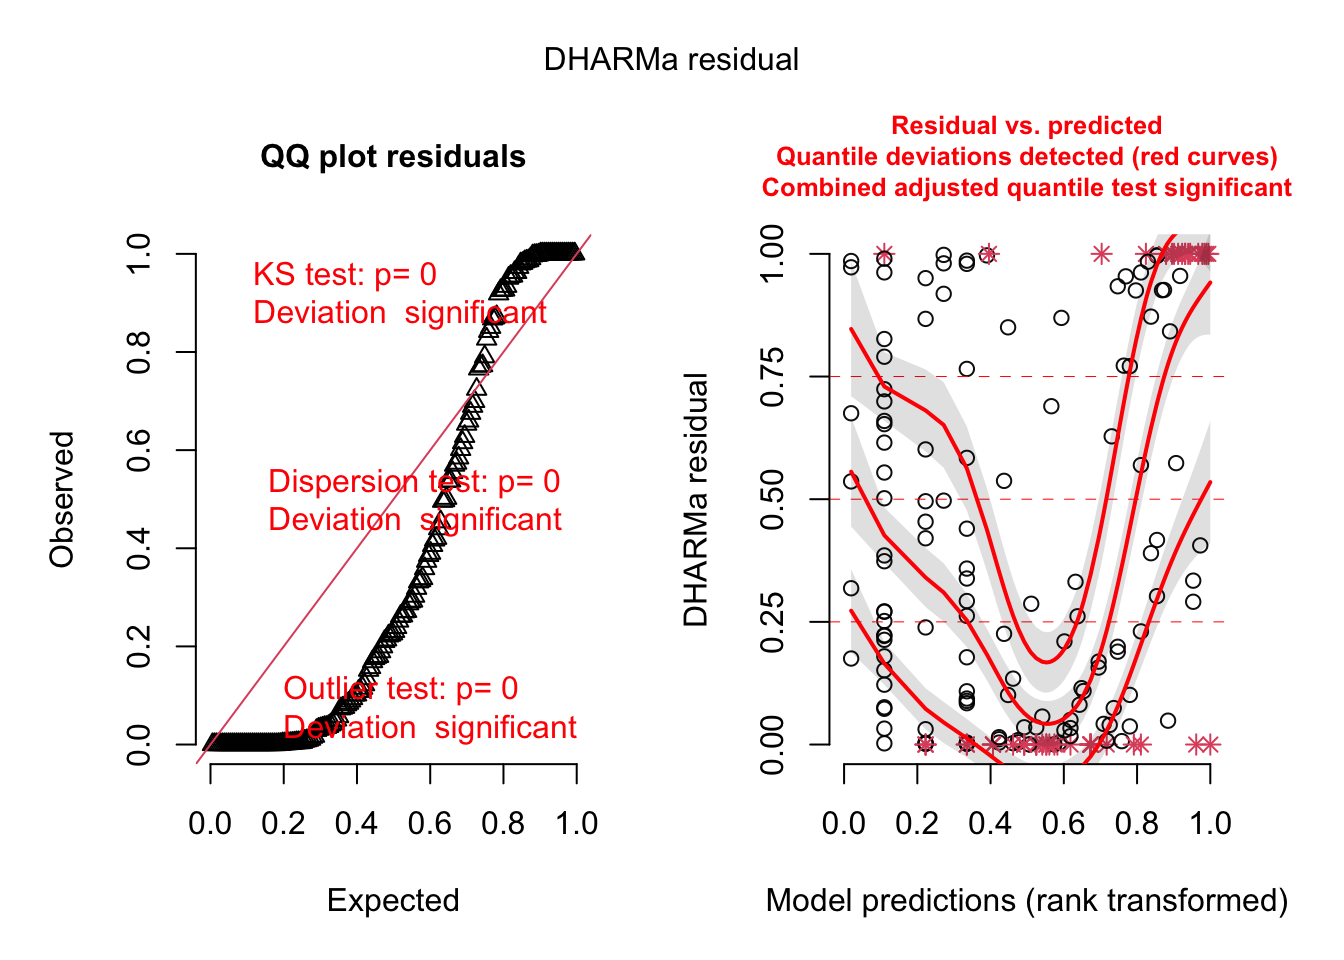 DHARMa residual
QQ plot residuals
KS test: p= 0
Deviation  significant
Dispersion test: p= 0
Deviation  significant
Outlier test: p= 0
Deviation  significant
Observed
0.0
0.2
0.4
0.6
0.8
1.0
0.0 0.2 0.4 0.6 0.8 1.0
Expected
Residual vs. predicted
Quantile deviations detected (red curves)
Combined adjusted quantile test significant
DHARMa residual
0.00
0.25
0.50
0.75
1.00
0.0 0.2 0.4 0.6 0.8 1.0
Model predictions (rank transformed)